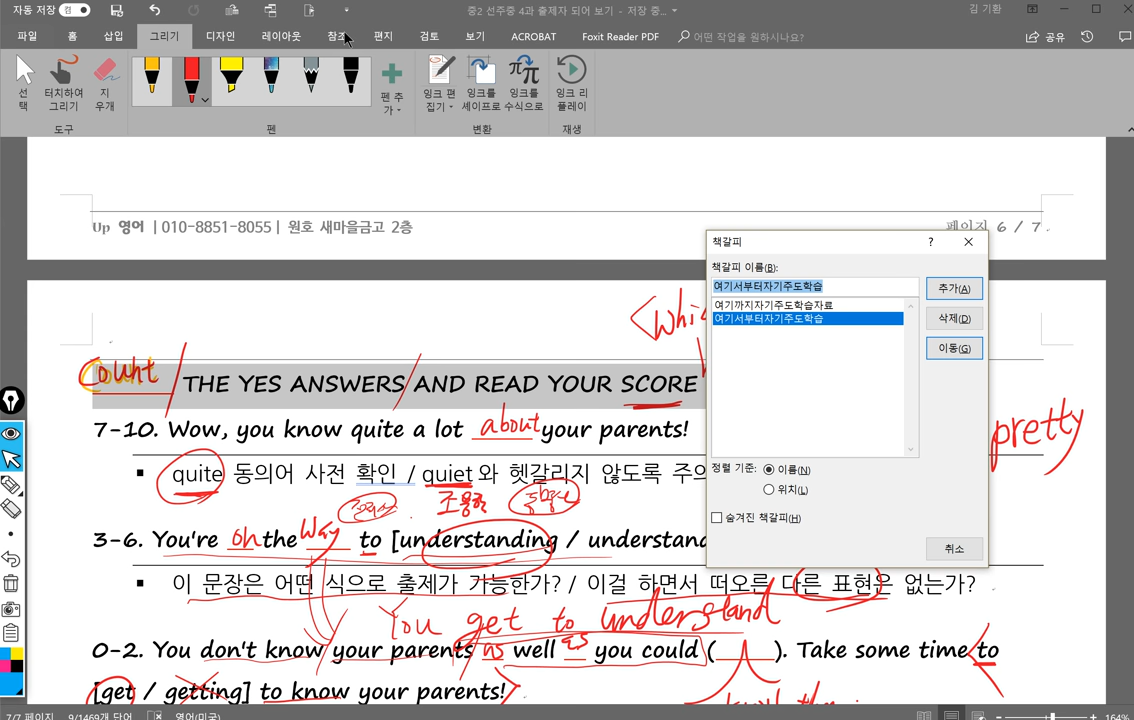 자동 저장 켬 중2 선주중 4과 출제자 되어 보기 - 저장 중... 김 기환
파일 홈 삽입 그리기 디자인 레이아웃 참조 편지 검토 보기 ACROBAT Foxit Reader PDF 어떤 작업을 원하시나요? 공유
선택 터치하여 그리기 지우개 펜 추가 잉크 편집기 잉크를 셰이프로 잉크를 수식으로 잉크 리플레이
도구 펜 변환 재생
Up 영어 | 010-8851-8055 | 원호 새마을금고 2층 페이지 6 / 7
책갈피
책갈피 이름(B):
여기서부터자기주도학습 추가(A)
여기까지자기주도학습자료
여기서부터자기주도학습 삭제(D)
이동(G)
정렬 기준: 이름(N)
위치(L)
숨겨진 책갈피(H)
취소
Count THE YES ANSWERS / AND READ YOUR SCORE
7-10. Wow, you know quite a lot about your parents! pretty
▪ quite 동의어 사전 확인 / quiet 와 헷갈리지 않도록 주의
조용한
3-6. You're on the way to [understanding / understand
▪ 이 문장은 어떤 식으로 출제가 가능한가? / 이걸 하면서 떠오른 다른 표현은 없는가?
You get to understand
0-2. You don't know your parents as well as you could ( ). Take some time to
[get / getting] to know your parents!
7/7 페이지 9/1469개 단어 영어(미국) 164%